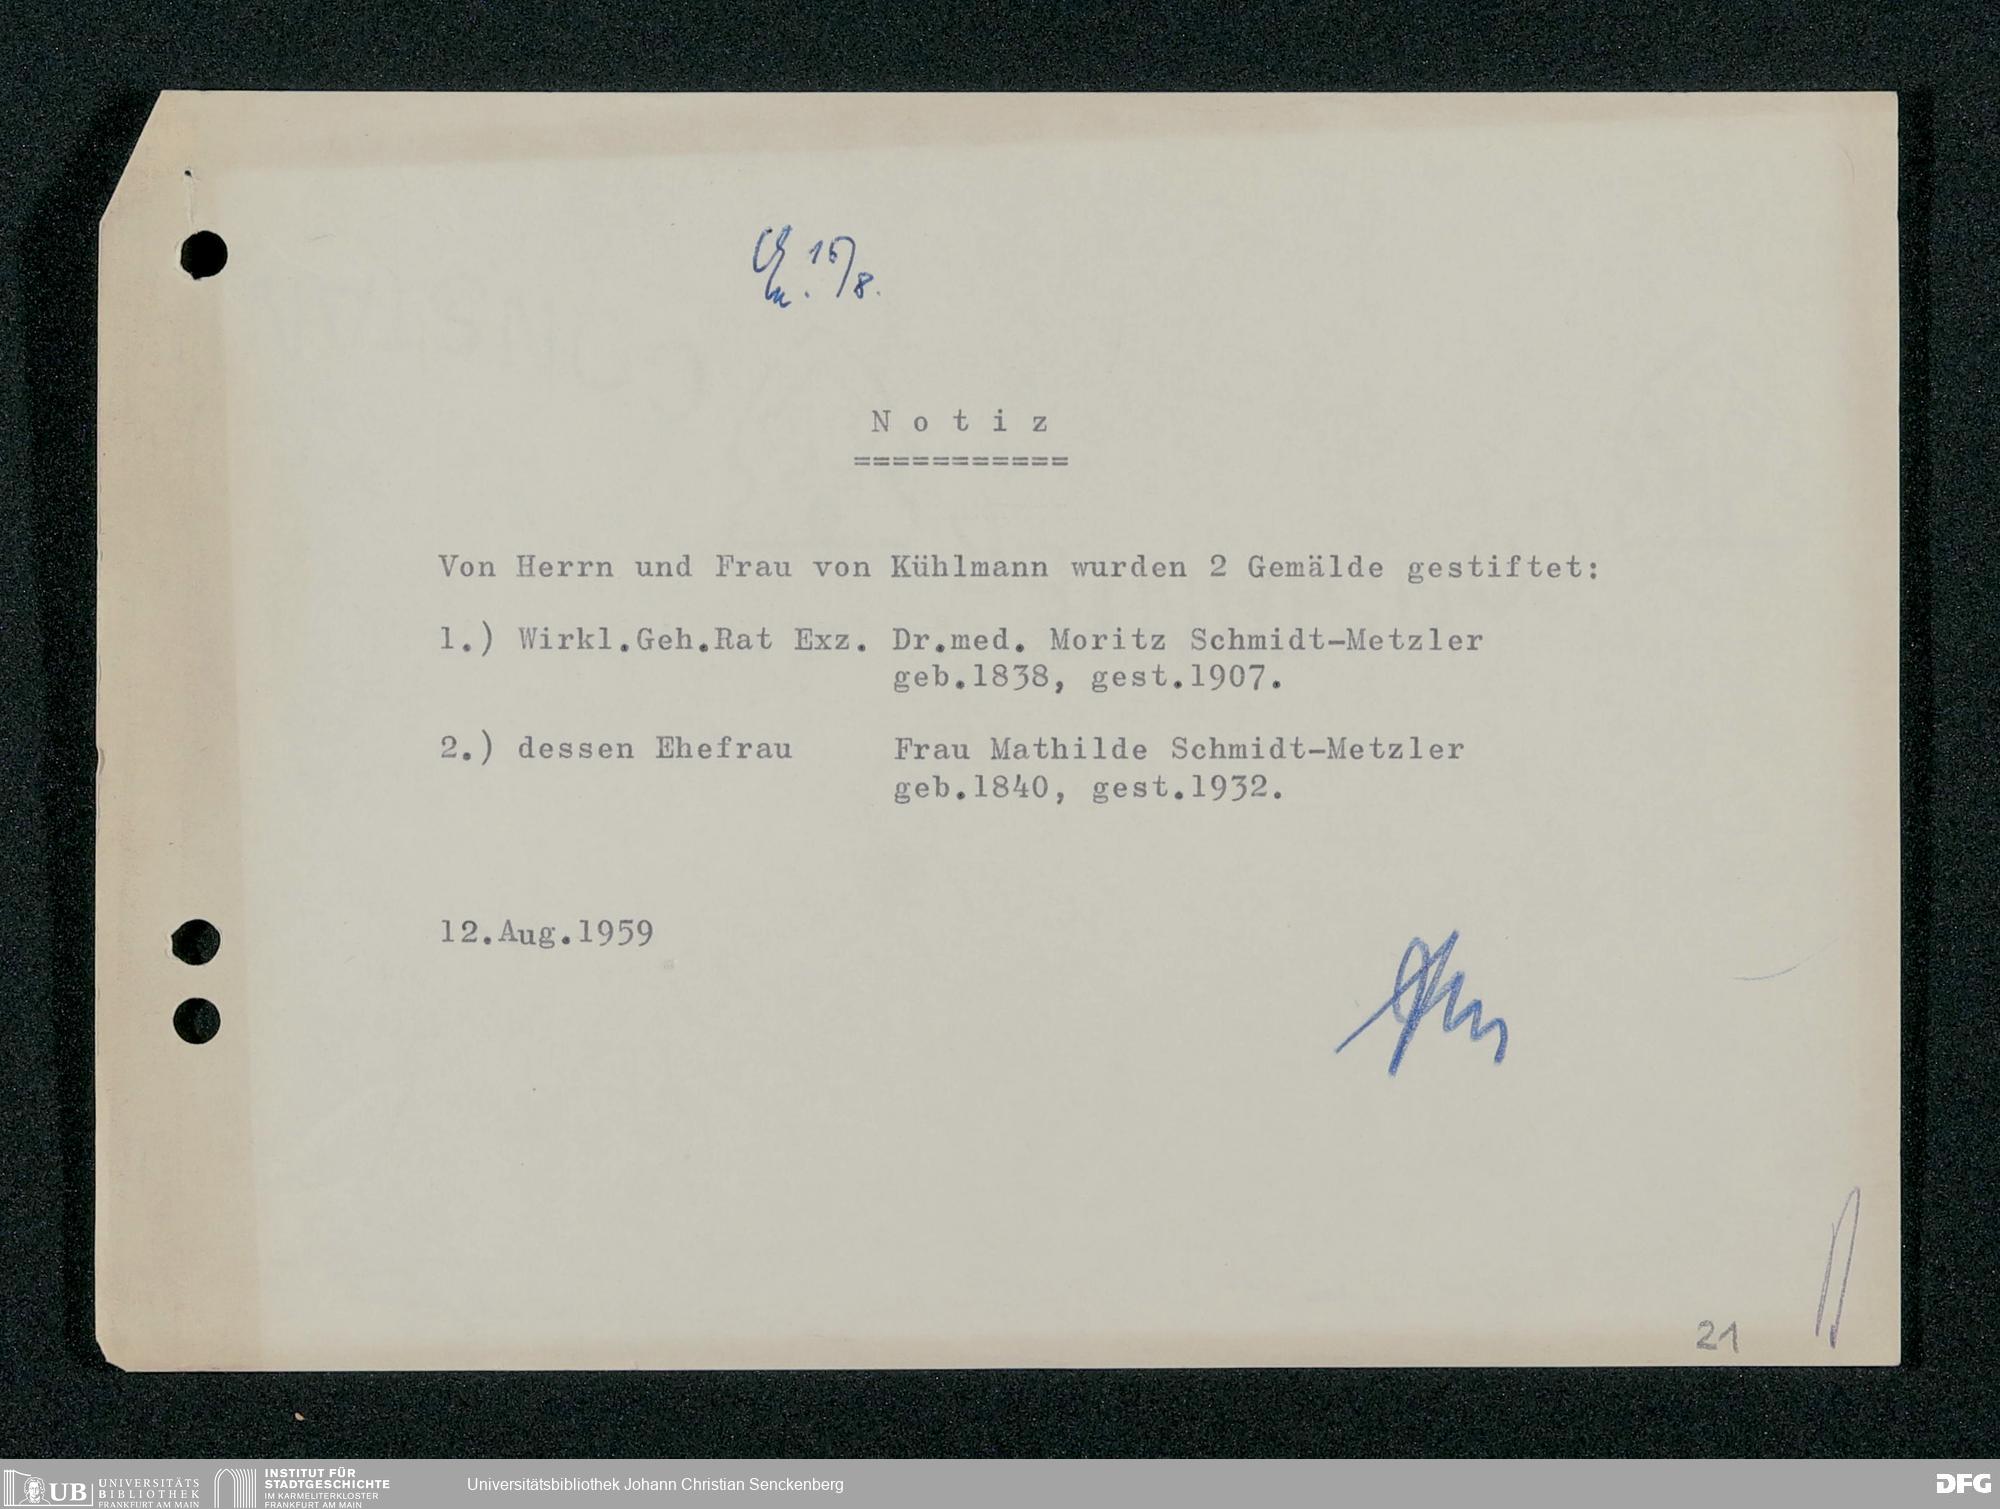 15/8.
N o t i z
===========
Von Herrn und Frau von Kühlmann wurden 2 Gemälde gestiftet:
1.) Wirkl.Geh.Rat Exz. Dr.med. Moritz Schmidt-Metzler
geb.1838, gest.1907.
2.) dessen Ehefrau Frau Mathilde Schmidt-Metzler
geb.1840, gest.1932.
12.Aug.1959
21
UB UNIVERSITÄTS
BIBLIOTHEK
FRANKFURT AM MAIN
INSTITUT FÜR
STADTGESCHICHTE
IM KARMELITERKLOSTER
FRANKFURT AM MAIN
Universitätsbibliothek Johann Christian Senckenberg
DFG